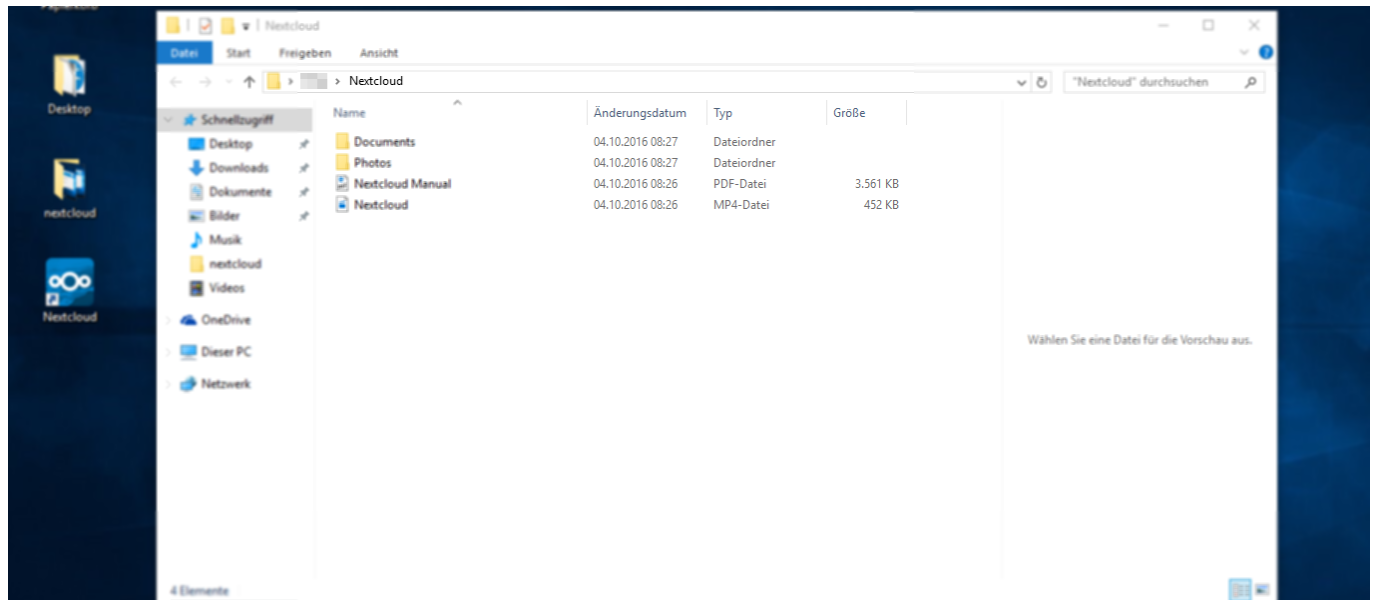 Papierkorb
Desktop
nextcloud
Nextcloud
Nextcloud
Datei Start Freigeben Ansicht
Nextcloud
"Nextcloud" durchsuchen
Schnellzugriff
Desktop
Downloads
Dokumente
Bilder
Musik
nextcloud
Videos
OneDrive
Dieser PC
Netzwerk
Name Änderungsdatum Typ Größe
Documents 04.10.2016 08:27 Dateiordner
Photos 04.10.2016 08:27 Dateiordner
Nextcloud Manual 04.10.2016 08:26 PDF-Datei 3.561 KB
Nextcloud 04.10.2016 08:26 MP4-Datei 452 KB
Wählen Sie eine Datei für die Vorschau aus.
4 Elemente